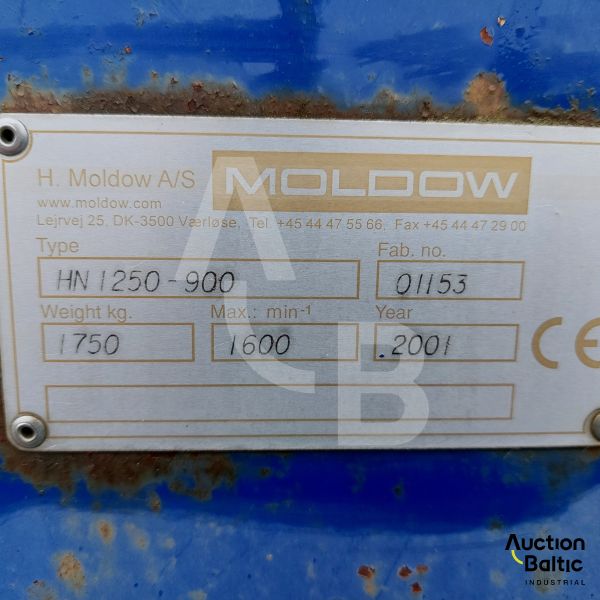 H. Moldow A/S MOLDOW
www.moldow.com
Lejrvej 25, DK-3500 Værløse, Tel. +45 44 47 55 66, Fax +45 44 47 29 00
Type Fab. no.
HN 1250-900 01153
Weight kg. Max.: min-1 Year
1750 1600 2001
CE
AB
Auction
Baltic
INDUSTRIAL